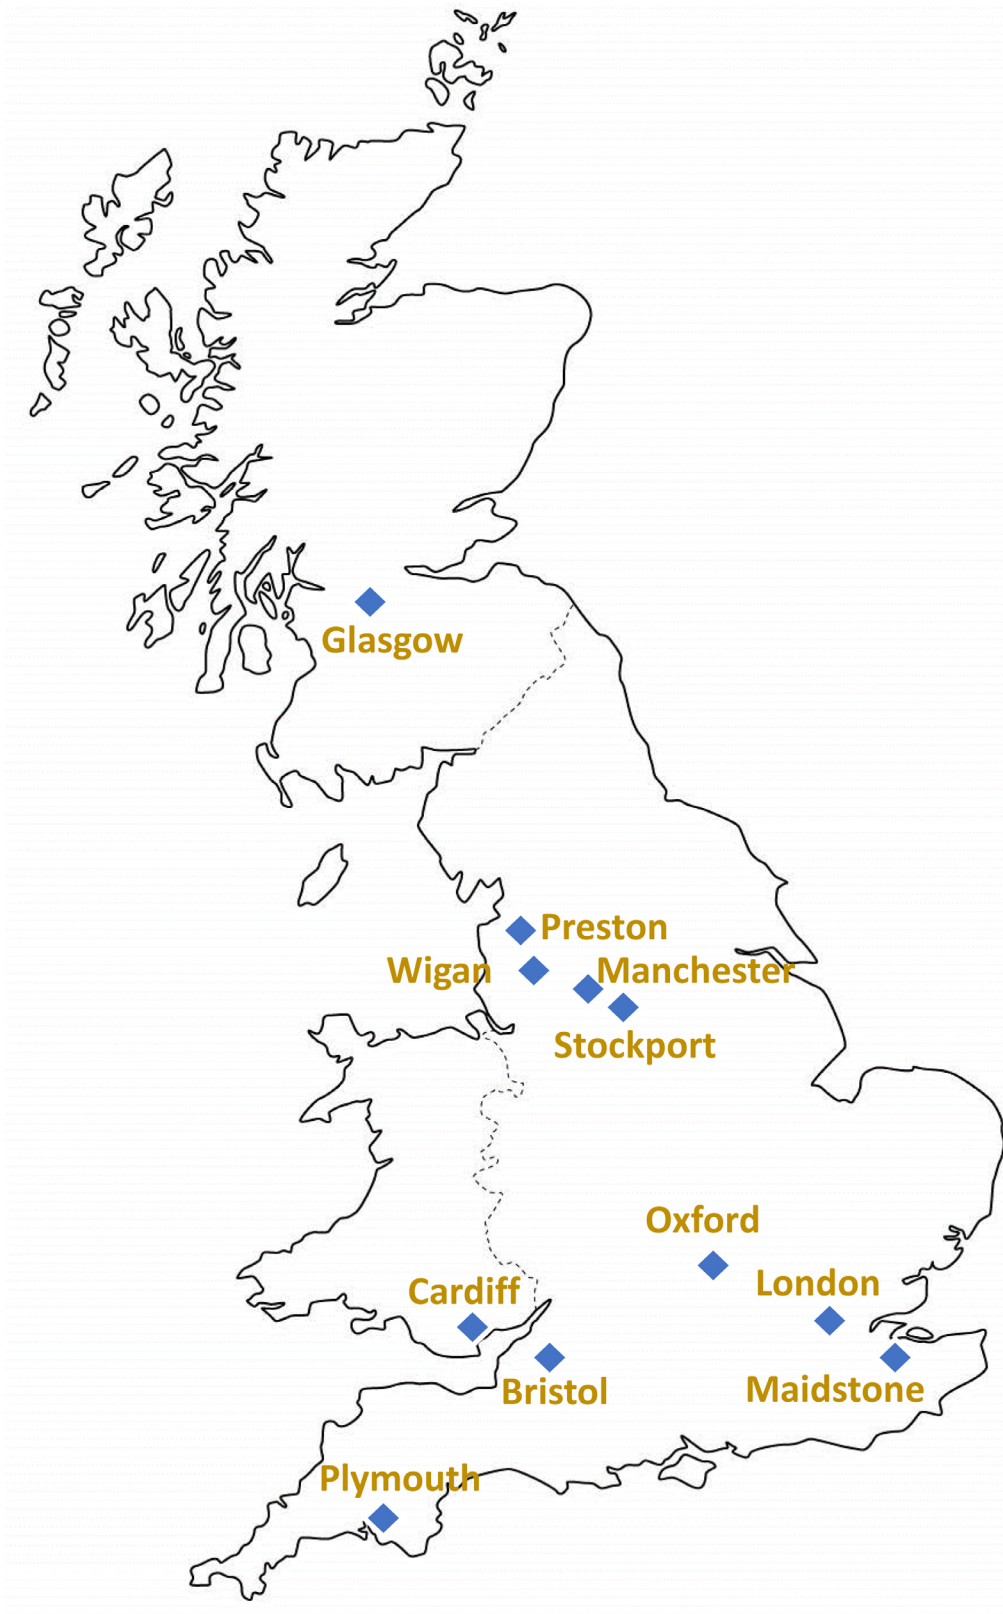 Glasgow
Preston
Wigan
Manchester
Stockport
Oxford
London
Cardiff
Bristol
Maidstone
Plymouth